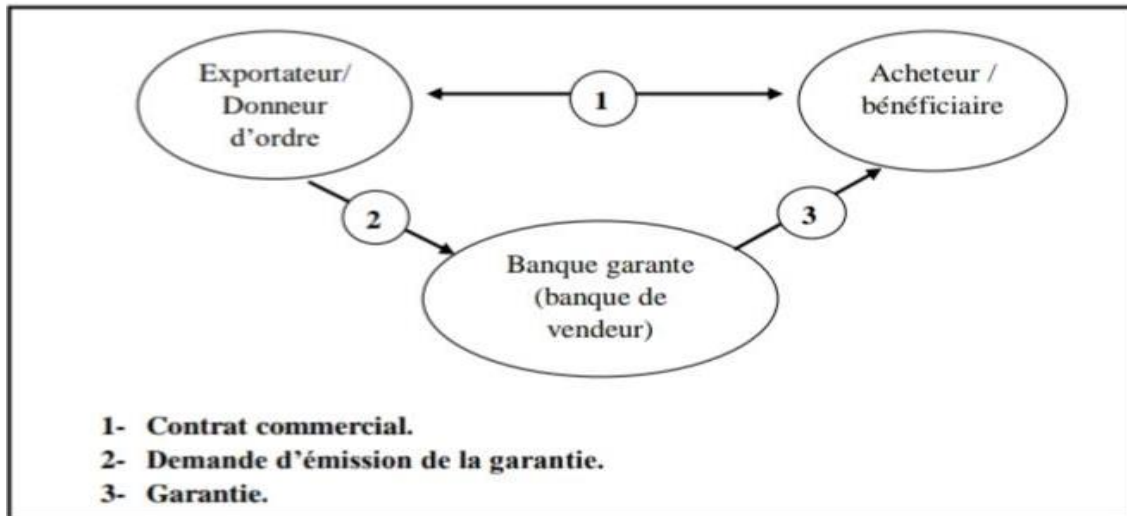 Exportateur/
Donneur
d'ordre
1
Acheteur /
bénéficiaire
2
3
Banque garante
(banque de
vendeur)
1- Contrat commercial.
2- Demande d'émission de la garantie.
3- Garantie.